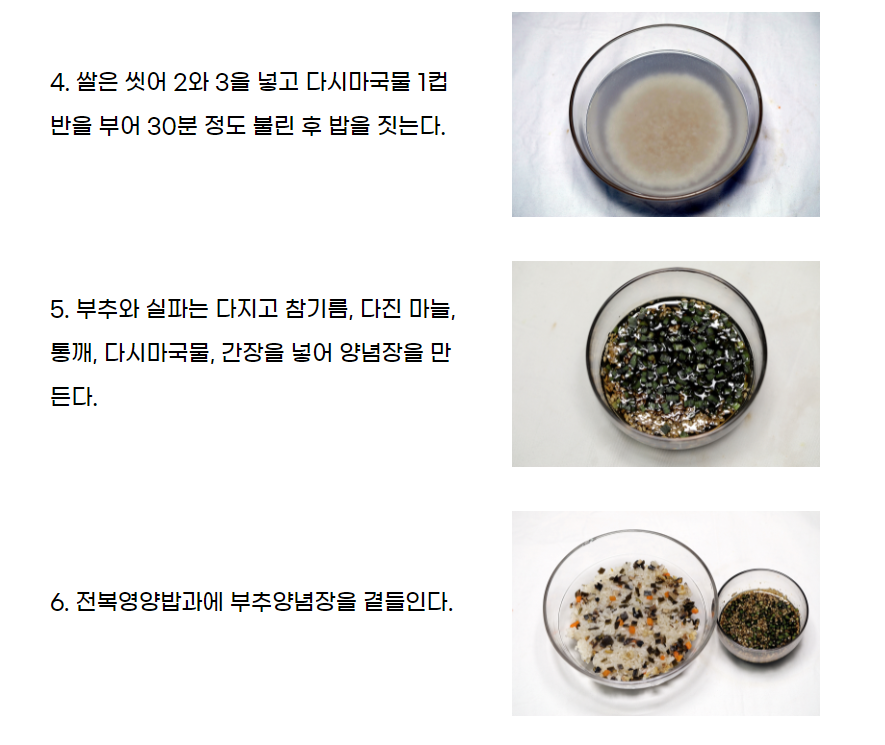 4. 쌀은 씻어 2와 3을 넣고 다시마국물 1컵
반을 부어 30분 정도 불린 후 밥을 짓는다.
5. 부추와 실파는 다지고 참기름, 다진 마늘,
통깨, 다시마국물, 간장을 넣어 양념장을 만
든다.
6. 전복영양밥과에 부추양념장을 곁들인다.